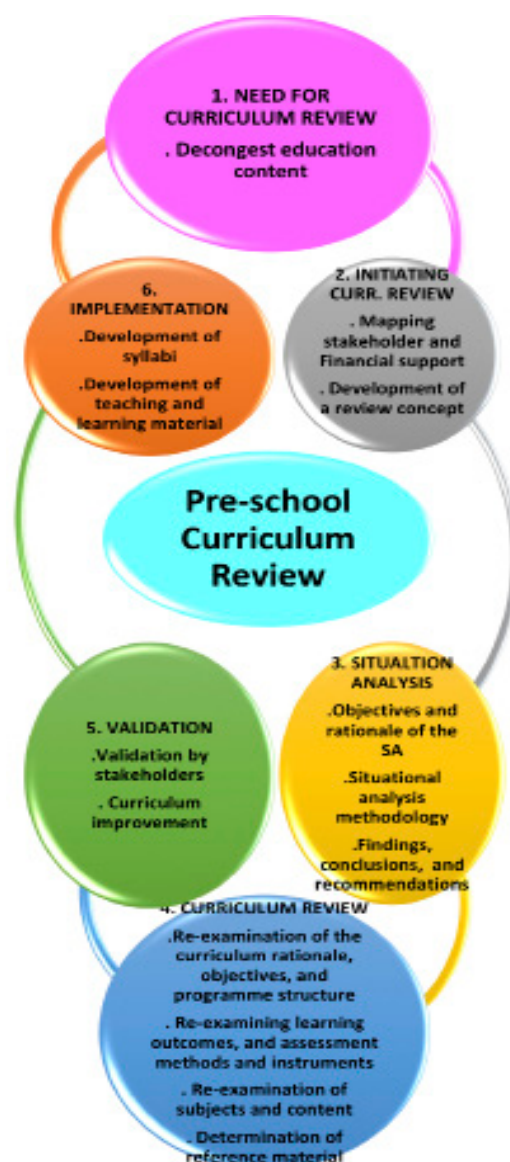 1. NEED FOR
CURRICULUM REVIEW
. Decongest education
content
2. INITIATING
CURR. REVIEW
. Mapping
stakeholder and
Financial support
. Development of
a review concept
3. SITUALTION
ANALYSIS
.Objectives and
rationale of the
SA
.Situational
analysis
methodology
.Findings,
conclusions, and
recommendations
4. CURRICULUM REVIEW
.Re-examination of the
curriculum rationale,
objectives, and
programme structure
. Re-examining learning
outcomes, and assessment
methods and instruments
. Re-examination of
subjects and content
. Determination of
reference material
5. VALIDATION
.Validation by
stakeholders
. Curriculum
improvement
6.
IMPLEMENTATION
.Development of
syllabi
.Development of
teaching and
learning material
Pre-school
Curriculum
Review